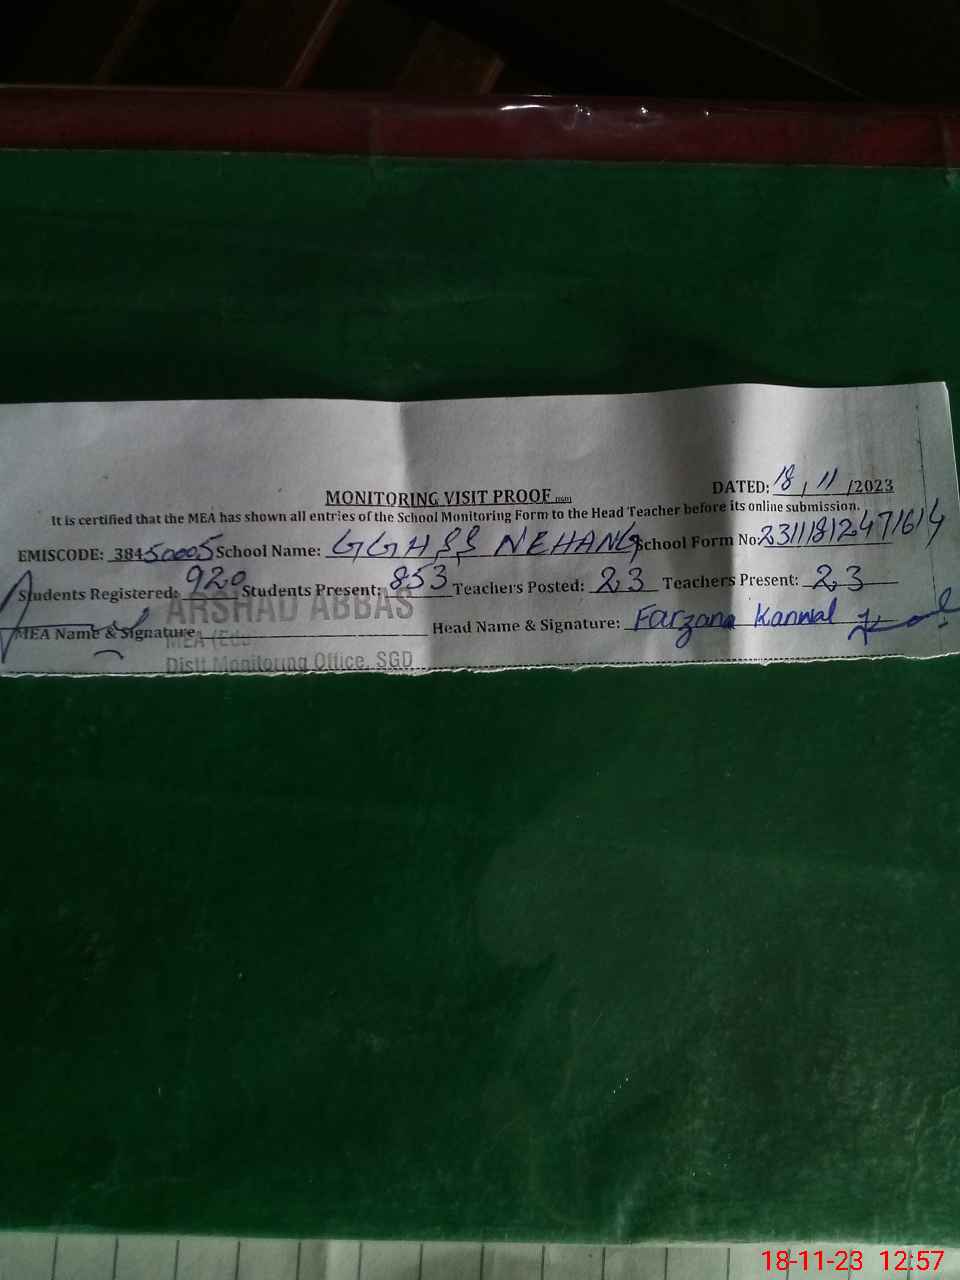 DATED: 18 / 11 /2023
MONITORING VISIT PROOF
It is certified that the MEA has shown all entries of the School Monitoring Form to the Head Teacher before its online submission.
EMISCODE: 38450005 School Name: GGHSS NEHANG School Form No: 231118124716 4
Students Registered: 920 Students Present: 853 Teachers Posted: 23 Teachers Present: 23
ARSHAD ABBAS
MEA Name & Signature Head Name & Signature: Farzana Kanwal
MEA (Edu
Distt Monitoring Office, SGD
18-11-23 12:57